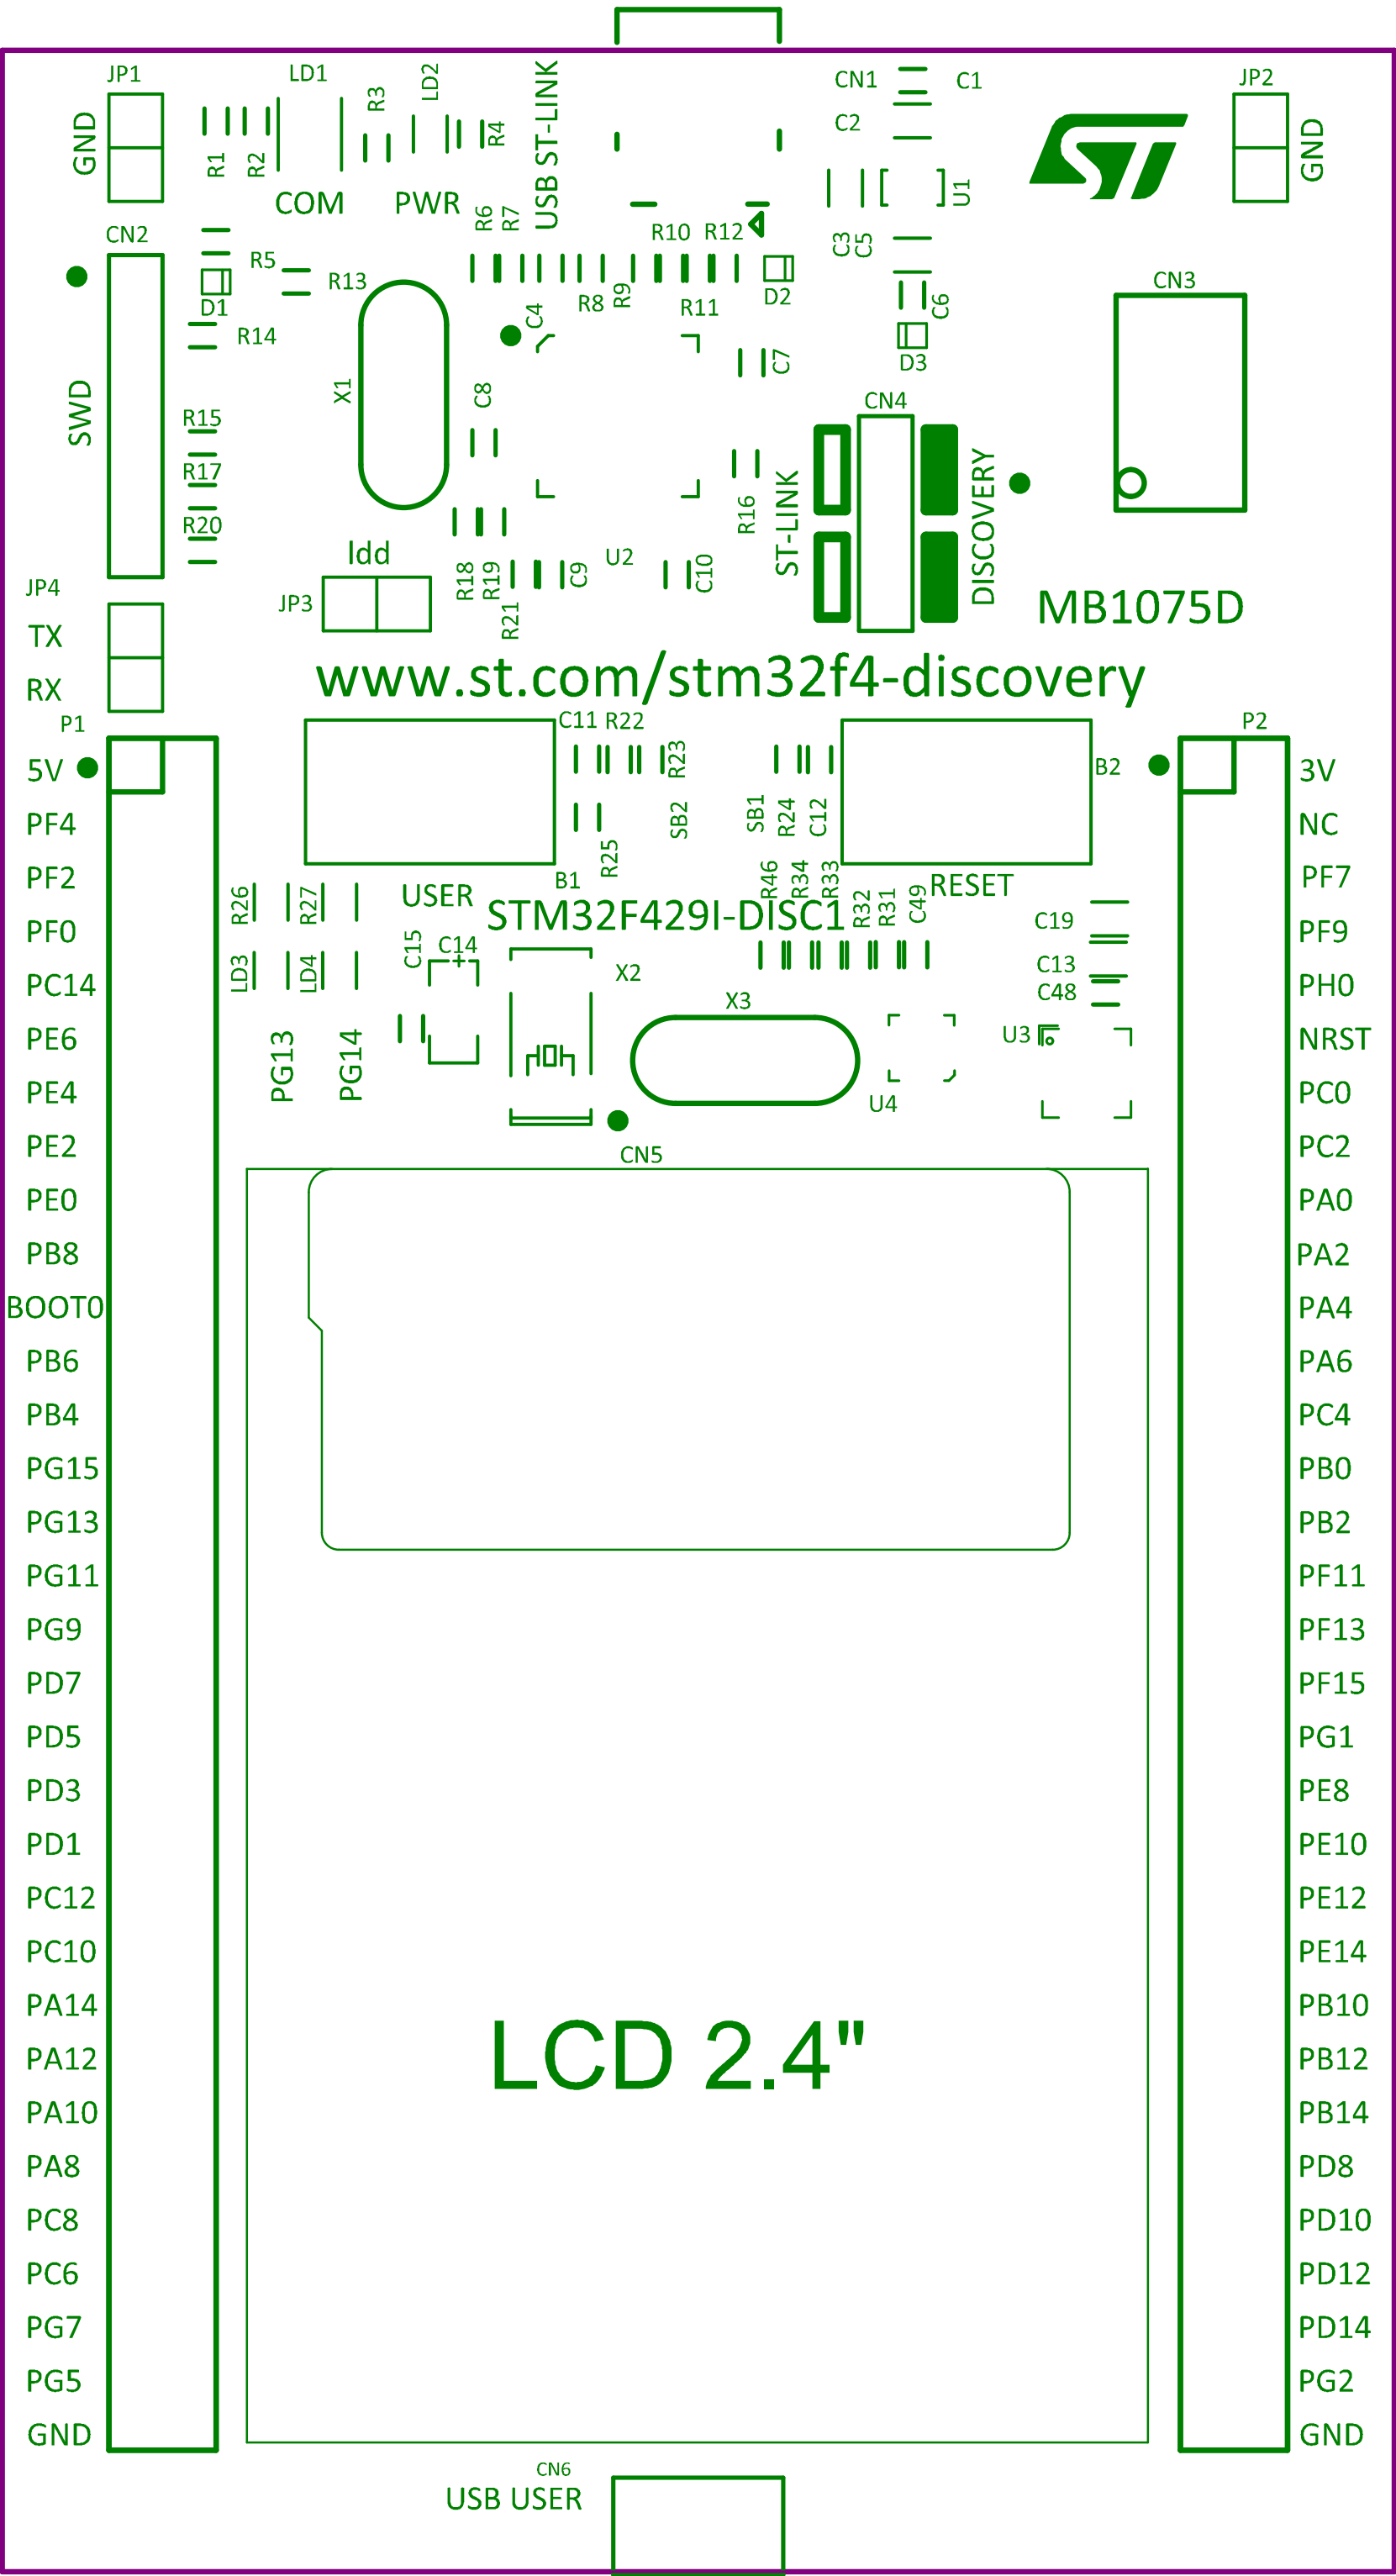 JP1
LD1
R3
LD2
USB ST-LINK
CN1
C1
JP2
GND
R1
R2
R4
C2
GND
COM
PWR
U1
CN2
R6
R7
R10
R12
C3
C5
R5
R13
D1
C4
R8
R9
R11
D2
C6
CN3
R14
D3
SWD
X1
C8
C7
CN4
R15
R17
R20
R16
ST-LINK
DISCOVERY
Idd
U2
JP4
JP3
R18
R19
R21
C9
C10
TX
MB1075D
RX
www.st.com/stm32f4-discovery
P1
C11
R22
P2
5V
R23
B2
3V
PF4
SB2
SB1
R24
C12
NC
R25
PF2
R26
R27
USER
B1
R46
R34
R33
RESET
PF7
PF0
STM32F429I-DISC1
R32
R31
C49
C19
PF9
LD3
LD4
C15
C14
X2
C13
PC14
X3
C48
PH0
PE6
PG13
PG14
U3
NRST
PE4
U4
PC0
PE2
CN5
PC2
PE0
PA0
PB8
PA2
BOOT0
PA4
PB6
PA6
PB4
PC4
PG15
PB0
PG13
PB2
PG11
PF11
PG9
PF13
PD7
PF15
PD5
PG1
PD3
PE8
PD1
PE10
PC12
PE12
PC10
PE14
PA14
PB10
PA12
LCD 2.4"
PB12
PA10
PB14
PA8
PD8
PC8
PD10
PC6
PD12
PG7
PD14
PG5
PG2
GND
GND
CN6
USB USER